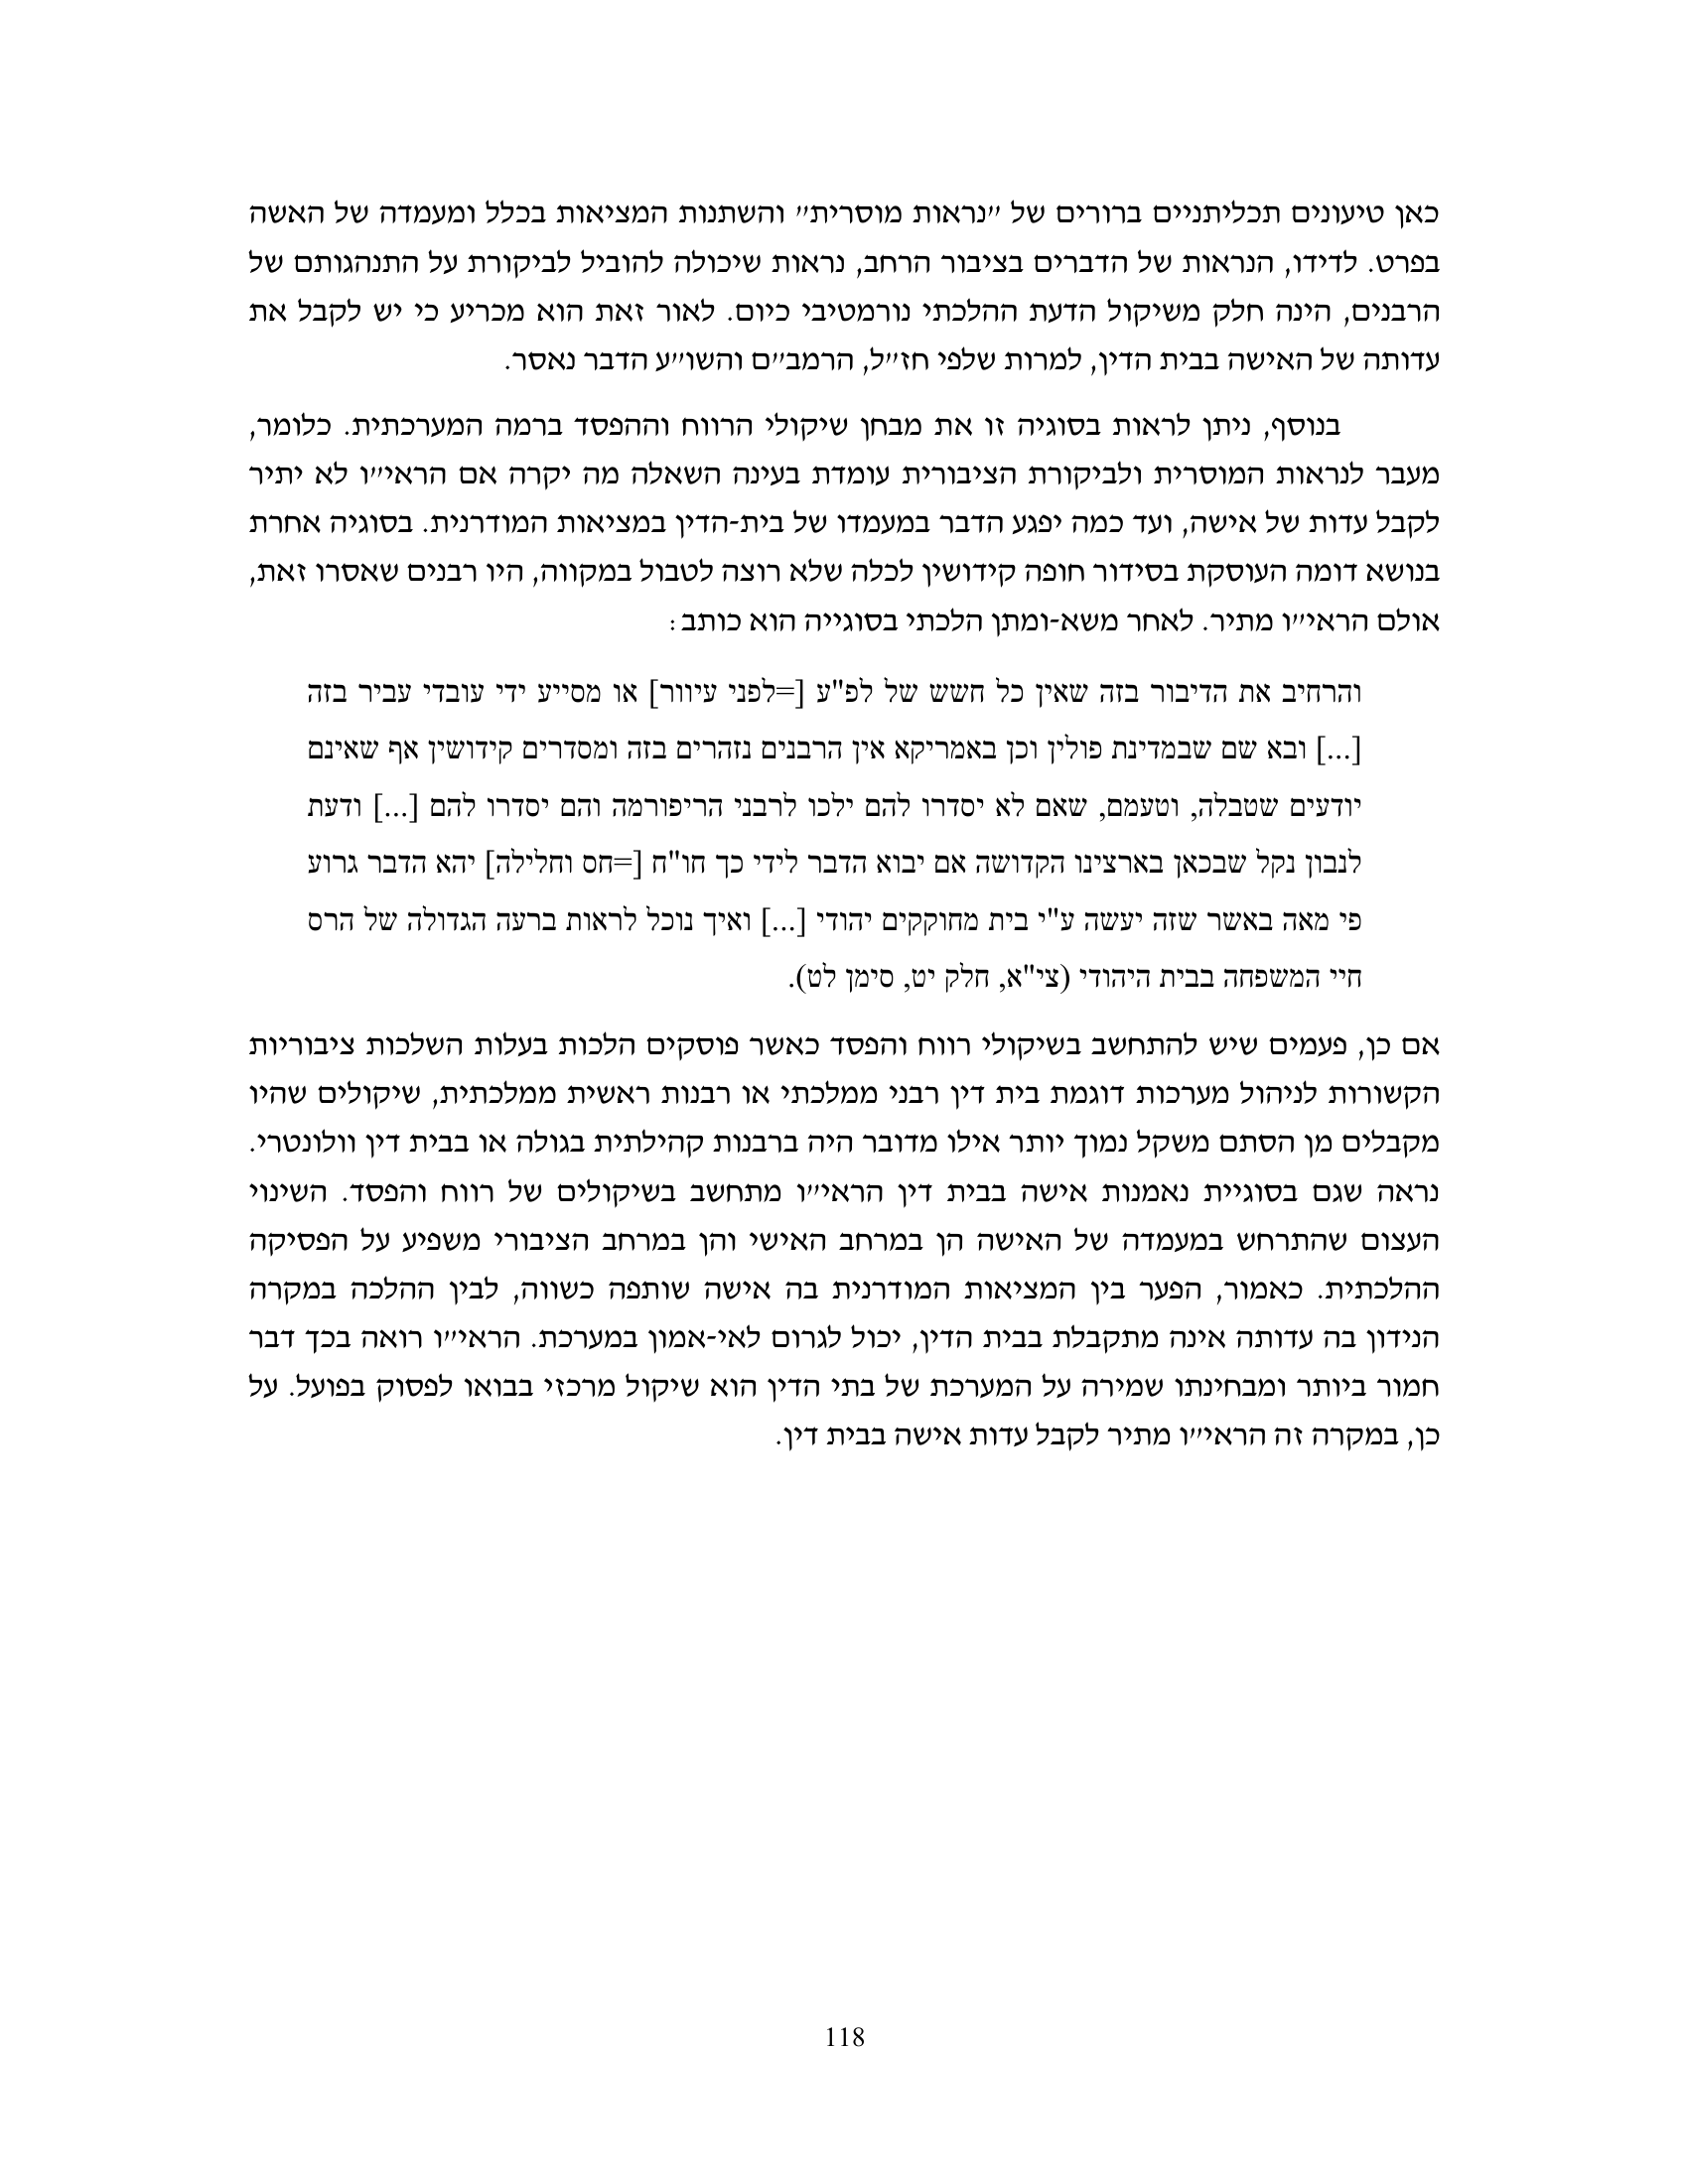 כאן טיעונים תכליתניים ברורים של ״נראות מוסרית״ והשתנות המציאות בכלל ומעמדה של האשה
בפרט. לדידו, הנראות של הדברים בציבור הרחב, נראות שיכולה להוביל לביקורת על התנהגותם של
הרבנים, הינה חלק משיקול הדעת ההלכתי נורמטיבי כיום. לאור זאת הוא מכריע כי יש לקבל את
עדותה של האישה בבית הדין, למרות שלפי חז״ל, הרמב״ם והשו״ע הדבר נאסר.
בנוסף, ניתן לראות בסוגיה זו את מבחן שיקולי הרווח וההפסד ברמה המערכתית. כלומר,
מעבר לנראות המוסרית ולביקורת הציבורית עומדת בעינה השאלה מה יקרה אם הראי״ו לא יתיר
לקבל עדות של אישה, ועד כמה יפגע הדבר במעמדו של בית-הדין במציאות המודרנית. בסוגיה אחרת
בנושא דומה העוסקת בסידור חופה קידושין לכלה שלא רוצה לטבול במקווה, היו רבנים שאסרו זאת,
אולם הראי״ו מתיר. לאחר משא-ומתן הלכתי בסוגייה הוא כותב:
והרחיב את הדיבור בזה שאין כל חשש של לפ"ע [=לפני עיוור] או מסייע ידי עובדי עביר בזה
[...] ובא שם שבמדינת פולין וכן באמריקא אין הרבנים נזהרים בזה ומסדרים קידושין אף שאינם
יודעים שטבלה, וטעמם, שאם לא יסדרו להם ילכו לרבני הריפורמה והם יסדרו להם [...] ודעת
לנבון נקל שבכאן בארצינו הקדושה אם יבוא הדבר לידי כך חו"ח [=חס וחלילה] יהא הדבר גרוע
פי מאה באשר שזה יעשה ע"י בית מחוקקים יהודי [...] ואיך נוכל לראות ברעה הגדולה של הרס
חיי המשפחה בבית היהודי (צי"א, חלק יט, סימן לט).
אם כן, פעמים שיש להתחשב בשיקולי רווח והפסד כאשר פוסקים הלכות בעלות השלכות ציבוריות
הקשורות לניהול מערכות דוגמת בית דין רבני ממלכתי או רבנות ראשית ממלכתית, שיקולים שהיו
מקבלים מן הסתם משקל נמוך יותר אילו מדובר היה ברבנות קהילתית בגולה או בבית דין וולונטרי.
נראה שגם בסוגיית נאמנות אישה בבית דין הראי״ו מתחשב בשיקולים של רווח והפסד. השינוי
העצום שהתרחש במעמדה של האישה הן במרחב האישי והן במרחב הציבורי משפיע על הפסיקה
ההלכתית. כאמור, הפער בין המציאות המודרנית בה אישה שותפה כשווה, לבין ההלכה במקרה
הנידון בה עדותה אינה מתקבלת בבית הדין, יכול לגרום לאי-אמון במערכת. הראי״ו רואה בכך דבר
חמור ביותר ומבחינתו שמירה על המערכת של בתי הדין הוא שיקול מרכזי בבואו לפסוק בפועל. על
כן, במקרה זה הראי״ו מתיר לקבל עדות אישה בבית דין.
118